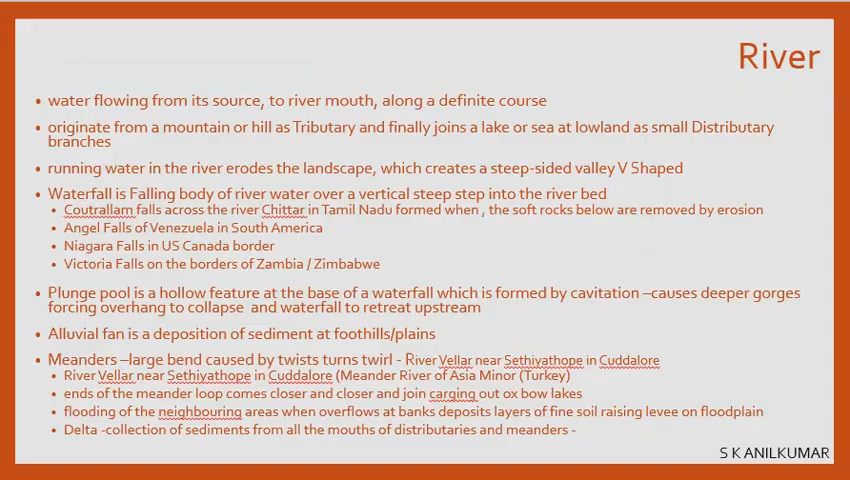 River
• water flowing from its source, to river mouth, along a definite course
• originate from a mountain or hill as Tributary and finally joins a lake or sea at lowland as small Distributary
branches
• running water in the river erodes the landscape, which creates a steep-sided valley V Shaped
• Waterfall is Falling body of river water over a vertical steep step into the river bed
• Coutrallam falls across the river Chittar in Tamil Nadu formed when , the soft rocks below are removed by erosion
• Angel Falls of Venezuela in South America
• Niagara Falls in US Canada border
• Victoria Falls on the borders of Zambia / Zimbabwe
• Plunge pool is a hollow feature at the base of a waterfall which is formed by cavitation –causes deeper gorges
forcing overhang to collapse and waterfall to retreat upstream
• Alluvial fan is a deposition of sediment at foothills/plains
• Meanders –large bend caused by twists turns twirl - River Vellar near Sethiyathope in Cuddalore
• River Vellar near Sethiyathope in Cuddalore (Meander River of Asia Minor (Turkey)
• ends of the meander loop comes closer and closer and join carging out ox bow lakes
• flooding of the neighbouring areas when overflows at banks deposits layers of fine soil raising levee on floodplain
• Delta -collection of sediments from all the mouths of distributaries and meanders -
S K ANILKUMAR